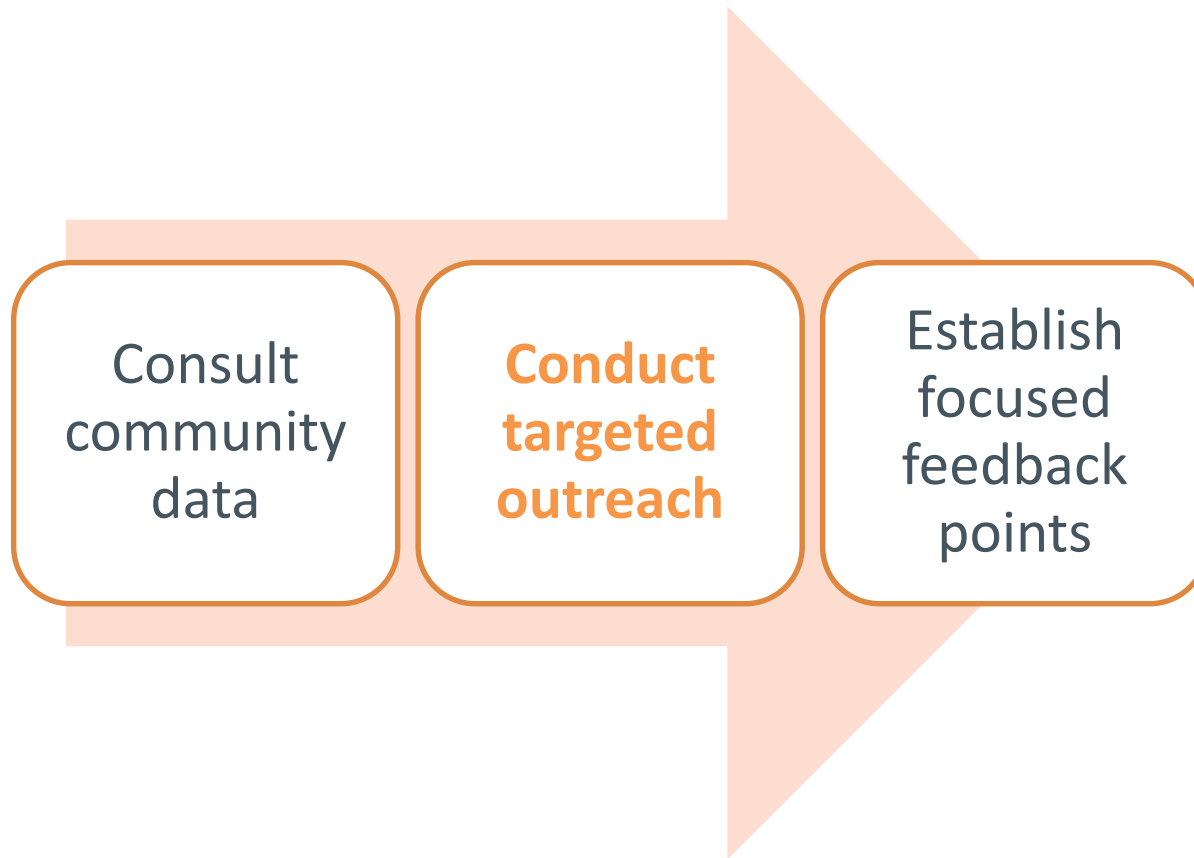 Consult
community
data
Conduct
targeted
outreach
Establish
focused
feedback
points